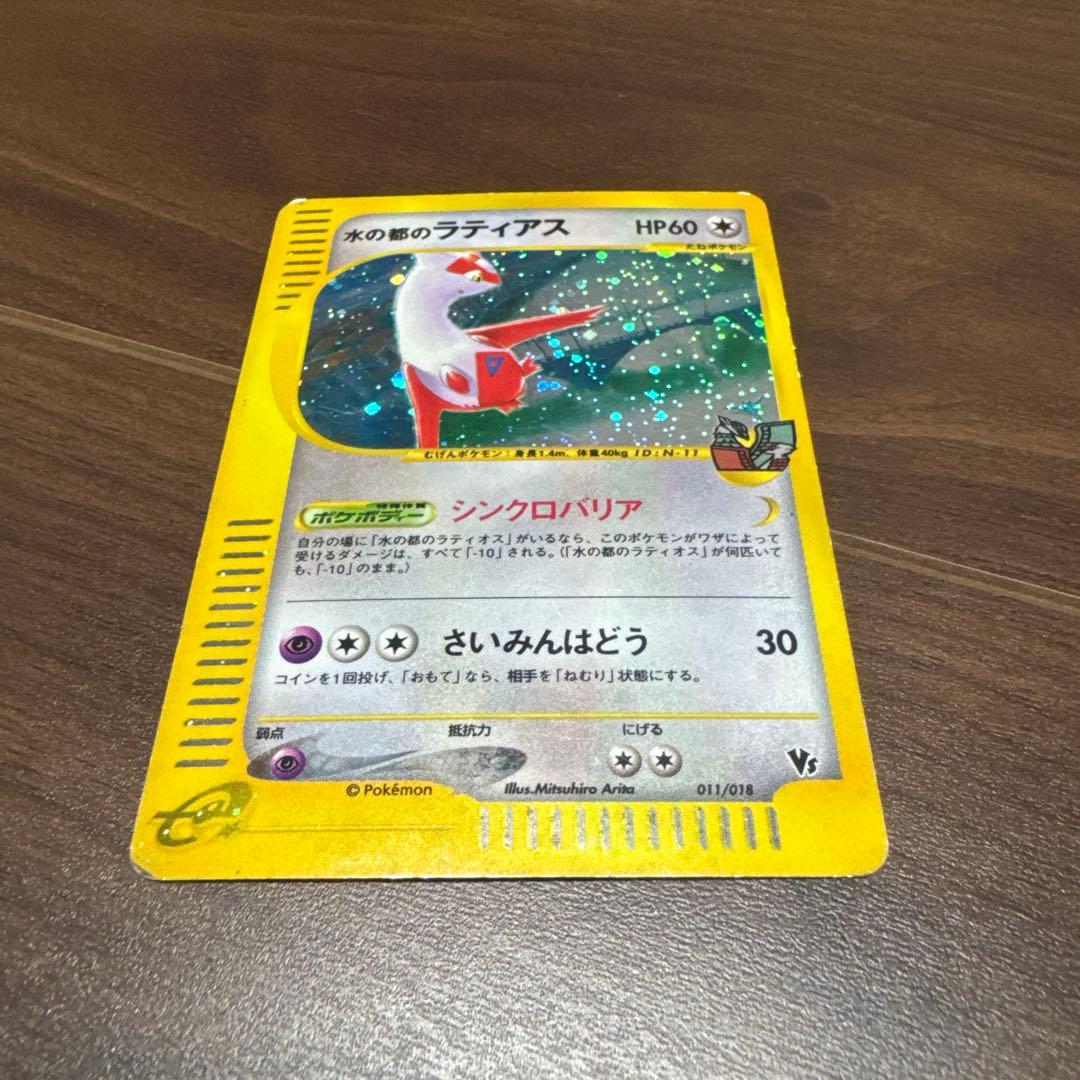 水の都のラティアス HP60
たねポケモン
むげんポケモン：身長1.4m、体重40kg ID:N-11
特殊体質
ポケボディー シンクロバリア
自分の場に「水の都のラティオス」がいるなら、このポケモンがワザによって
受けるダメージは、すべて「-10」される。（「水の都のラティオス」が何匹いて
も、「-10」のまま。）
さいみんはどう 30
コインを1回投げ、「おもて」なら、相手を「ねむり」状態にする。
弱点 抵抗力 にげる
Vs
© Pokémon Illus.Mitsuhiro Arita 011/018
e